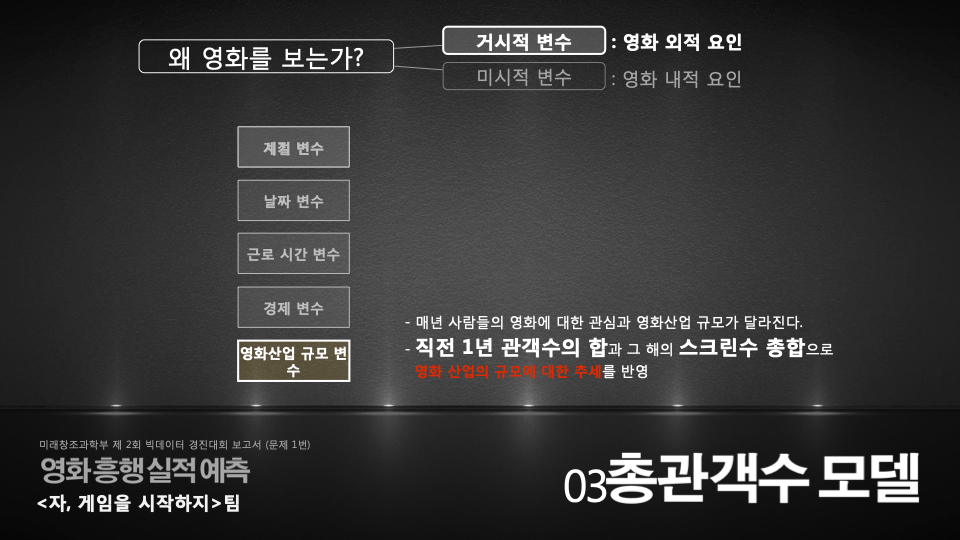 왜 영화를 보는가?
거시적 변수 : 영화 외적 요인
미시적 변수 : 영화 내적 요인
계절 변수
날짜 변수
근로 시간 변수
경제 변수
영화산업 규모 변
수
- 매년 사람들의 영화에 대한 관심과 영화산업 규모가 달라진다.
- 직전 1년 관객수의 합과 그 해의 스크린수 총합으로
영화 산업의 규모에 대한 추세를 반영
미래창조과학부 제 2회 빅데이터 경진대회 보고서 (문제 1번)
영화 흥행 실적 예측
<자, 게임을 시작하지>팀
03총관객수 모델